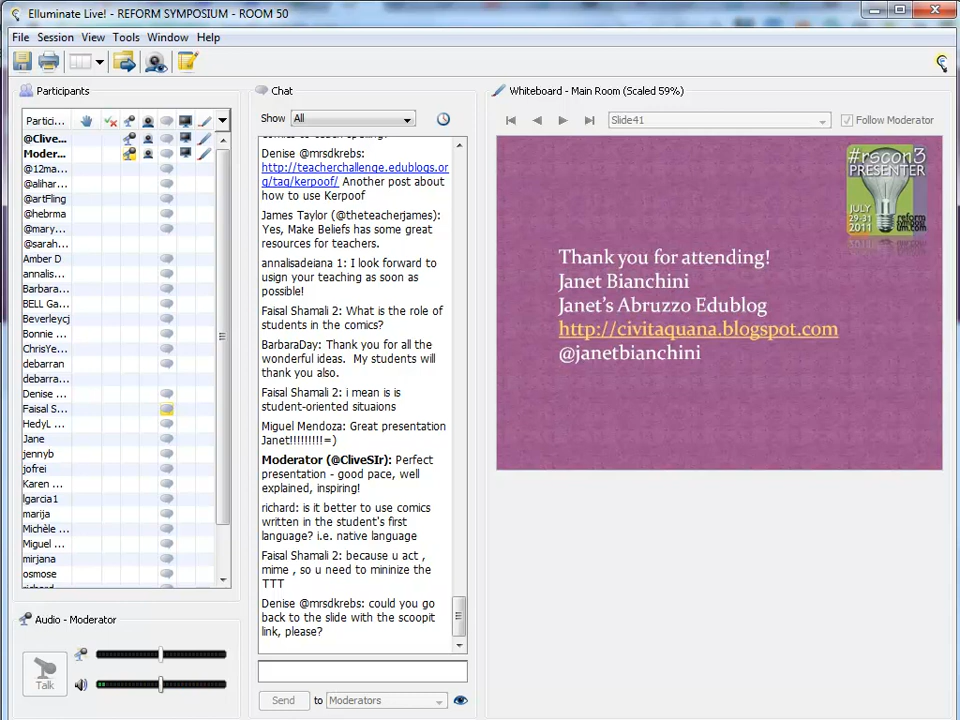 Elluminate Live! - REFORM SYMPOSIUM - ROOM 50
File Session View Tools Window Help
Participants
Partici...
@Clive...
Moder...
@12ma...
@alihar...
@artFling
@hebrma
@mary...
@sarah...
Amber D
annalis...
Barbara...
BELL Ga...
Beverleycj
Bonnie ...
ChrisYe...
debarran
debarra...
Denise ...
Faisal S...
HedyL ...
Jane
jennyb
jofrei
Karen ...
lgarcia1
marija
Michèle ...
Miguel ...
mirjana
osmose
Audio - Moderator
Talk
Chat
Show All
Denise @mrsdkrebs:
http://teacherchallenge.edublogs.or
g/tag/kerpoof/ Another post about
how to use Kerpoof
James Taylor (@theteacherjames):
Yes, Make Beliefs has some great
resources for teachers.
annalisadeiana 1: I look forward to
usign your teaching as soon as
possible!
Faisal Shamali 2: What is the role of
students in the comics?
BarbaraDay: Thank you for all the
wonderful ideas. My students will
thank you also.
Faisal Shamali 2: i mean is is
student-oriented situaions
Miguel Mendoza: Great presentation
Janet!!!!!!!!!=)
Moderator (@CliveSIr): Perfect
presentation - good pace, well
explained, inspiring!
richard: is it better to use comics
written in the student's first
language? i.e. native language
Faisal Shamali 2: because u act ,
mime , so u need to mininize the
TTT
Denise @mrsdkrebs: could you go
back to the slide with the scoopit
link, please?
Send to Moderators
Whiteboard - Main Room (Scaled 59%)
Slide41
Follow Moderator
#rscon3
PRESENTER
JULY
29-31
2011
reform
sympos
ium.com
Thank you for attending!
Janet Bianchini
Janet's Abruzzo Edublog
http://civitaquana.blogspot.com
@janetbianchini